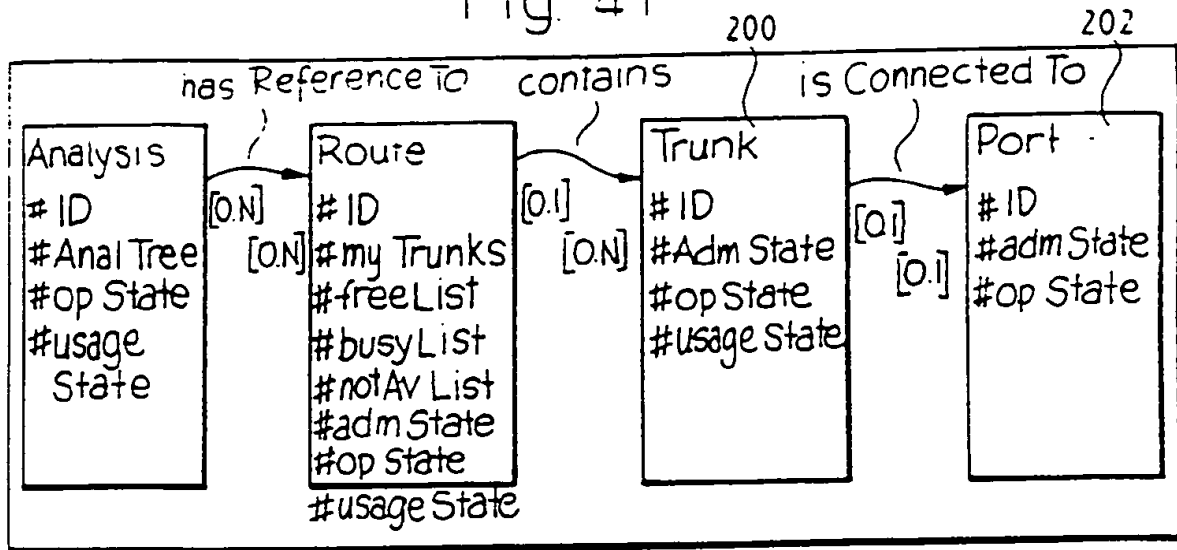 Fig.
200
202
has Reference To
contains
is Connected To
Analysis
# ID
#Anal Tree
#op State
#usage
State
[0.N]
[0.N]
Route
# ID
#my Trunks
#freeList
#busyList
#notAv List
#adm State
#op State
#usage State
[0.1]
[0.N]
Trunk
# ID
#Adm State
#op State
#usage State
[0.1]
[0.1]
Port
# ID
#adm State
#op State